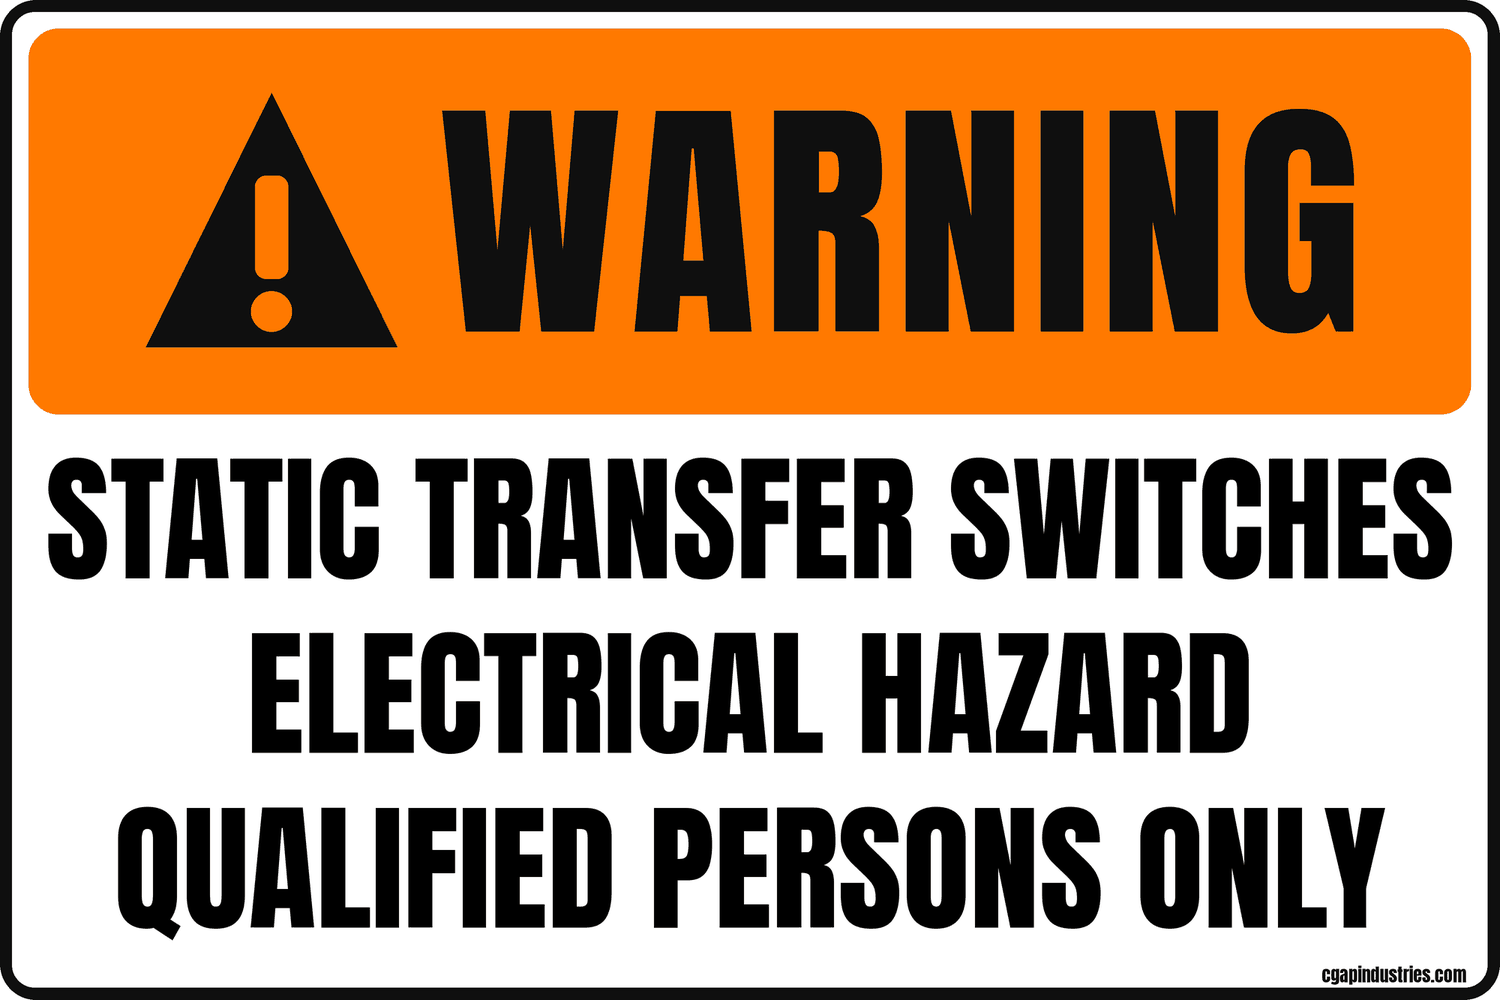 WARNING
STATIC TRANSFER SWITCHES
ELECTRICAL HAZARD
QUALIFIED PERSONS ONLY
cgapindustries.com